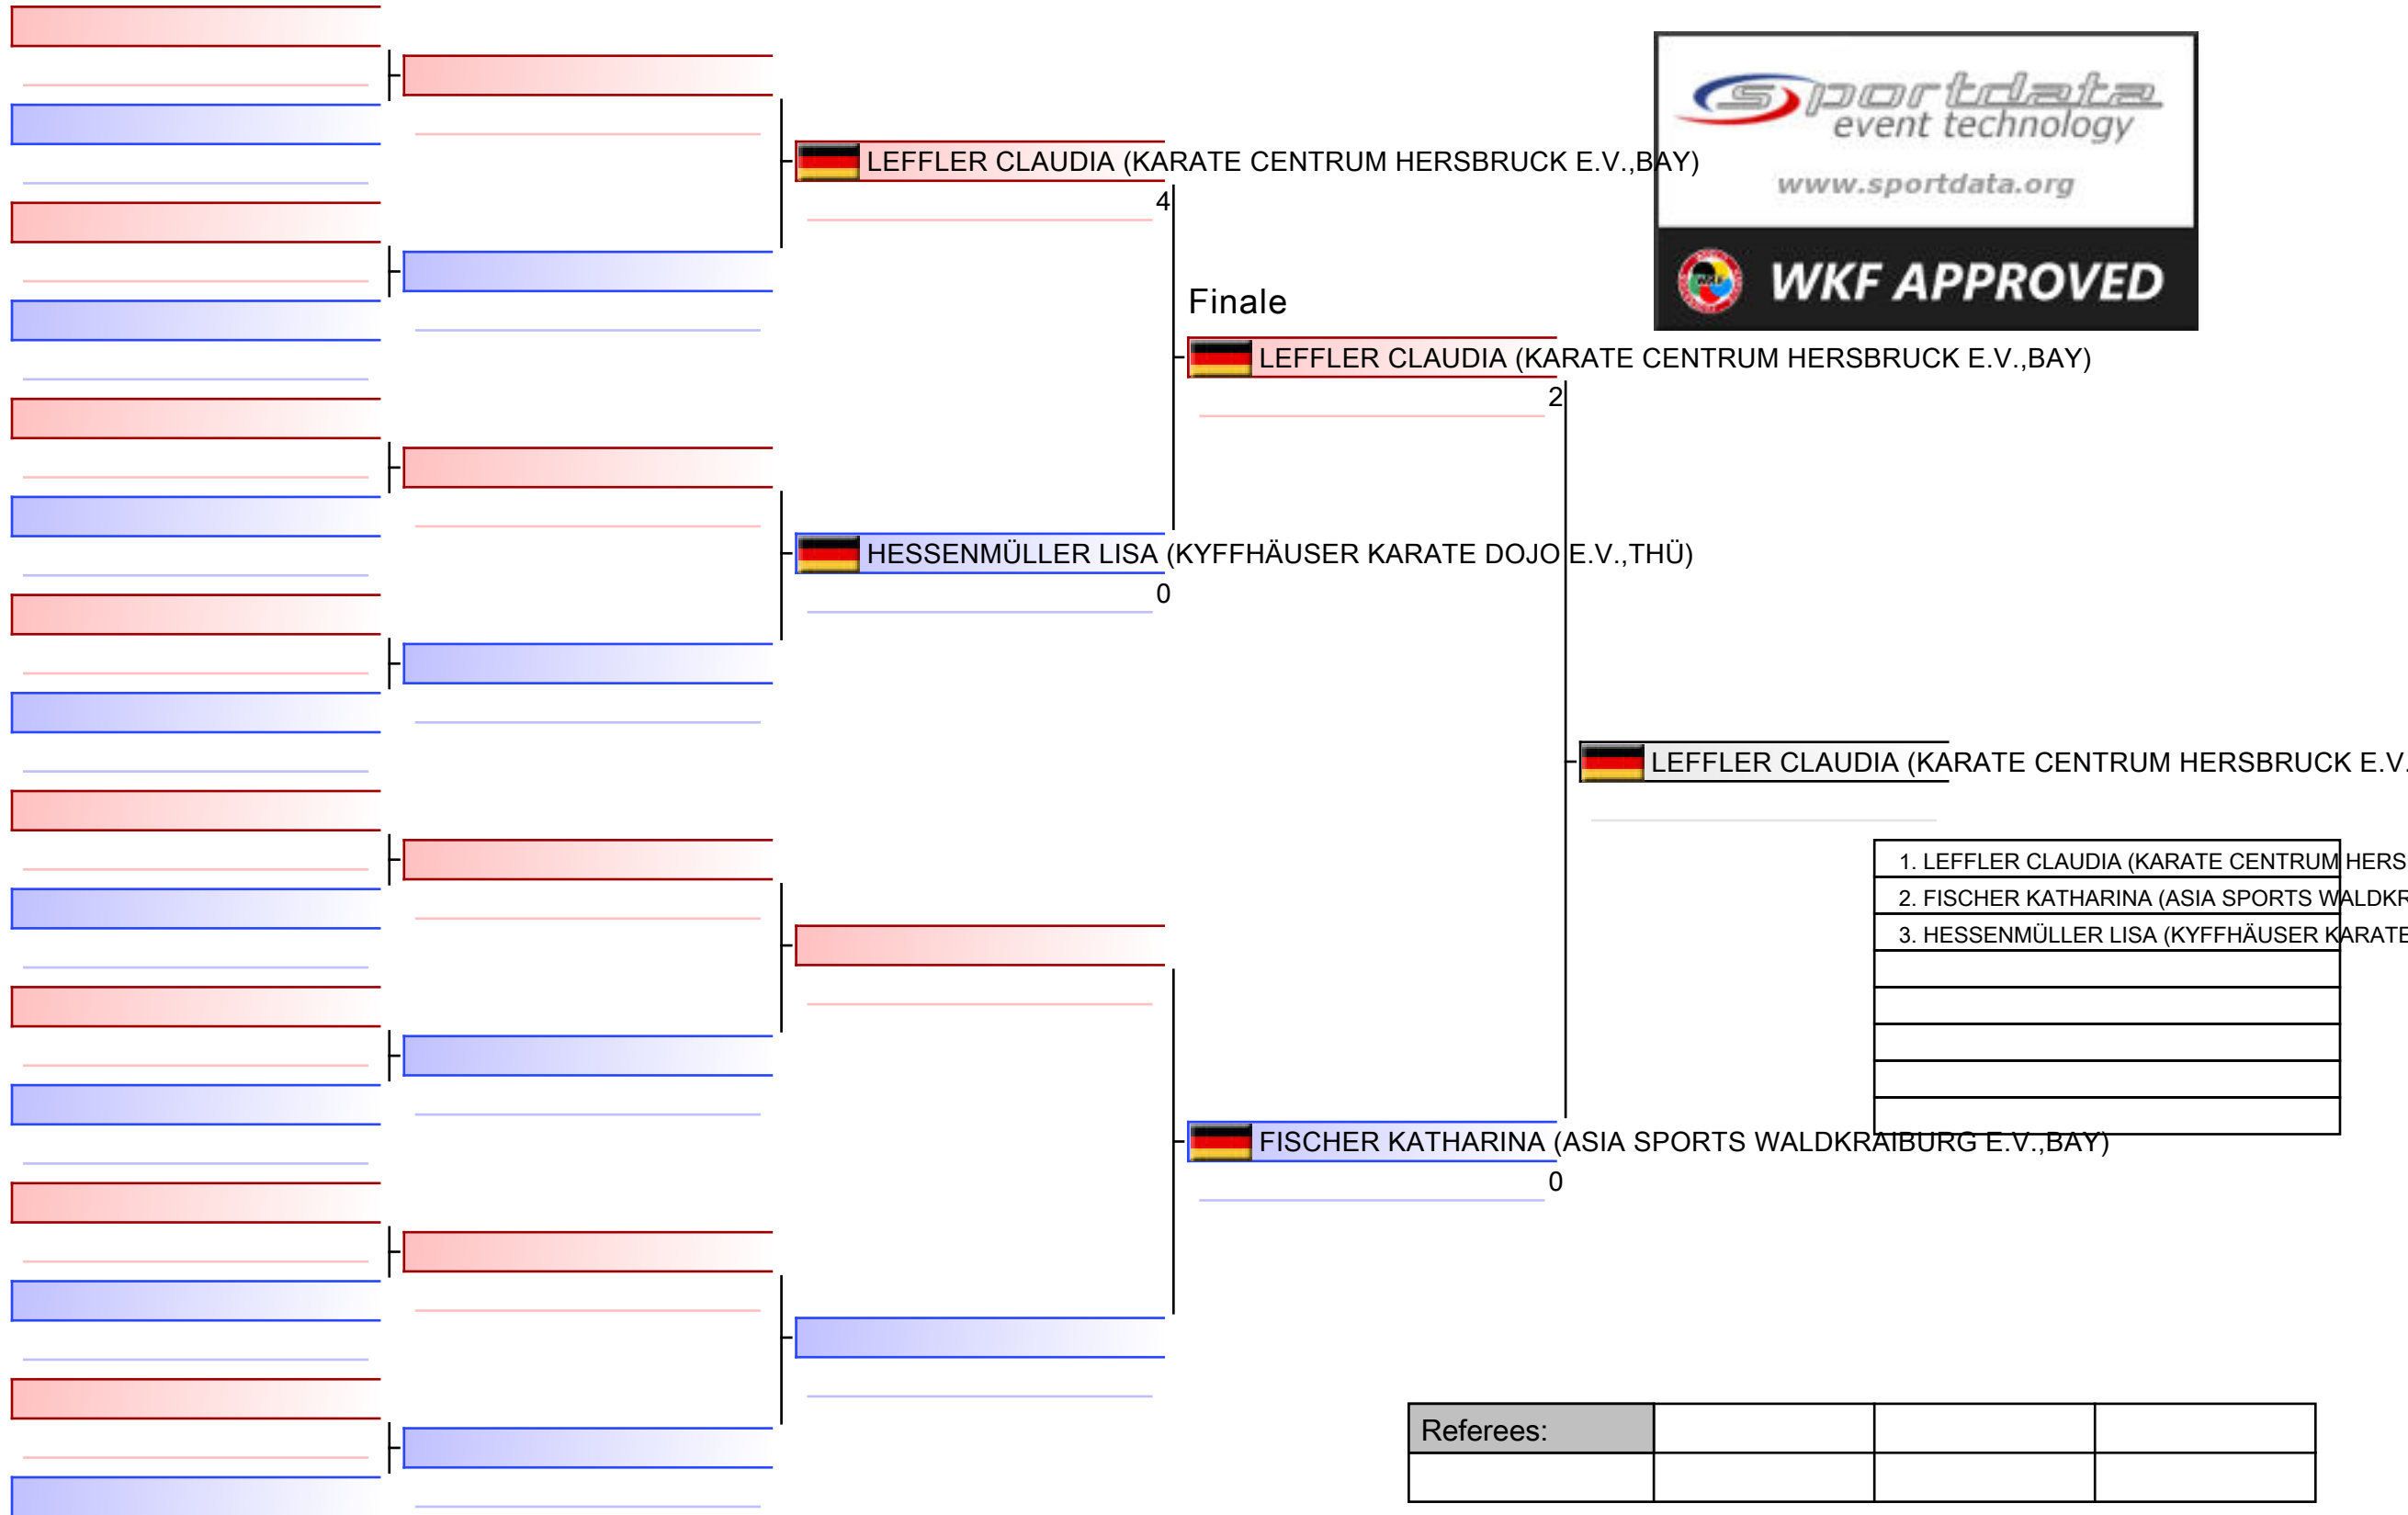 sportdata
event technology
www.sportdata.org
WKF APPROVED
LEFFLER CLAUDIA (KARATE CENTRUM HERSBRUCK E.V.,BAY)
4
Finale
LEFFLER CLAUDIA (KARATE CENTRUM HERSBRUCK E.V.,BAY)
2
HESSENMÜLLER LISA (KYFFHÄUSER KARATE DOJO E.V.,THÜ)
0
LEFFLER CLAUDIA (KARATE CENTRUM HERSBRUCK E.V.
1. LEFFLER CLAUDIA (KARATE CENTRUM HERS
2. FISCHER KATHARINA (ASIA SPORTS WALDKR
3. HESSENMÜLLER LISA (KYFFHÄUSER KARATE
FISCHER KATHARINA (ASIA SPORTS WALDKRAIBURG E.V.,BAY)
0
Referees: